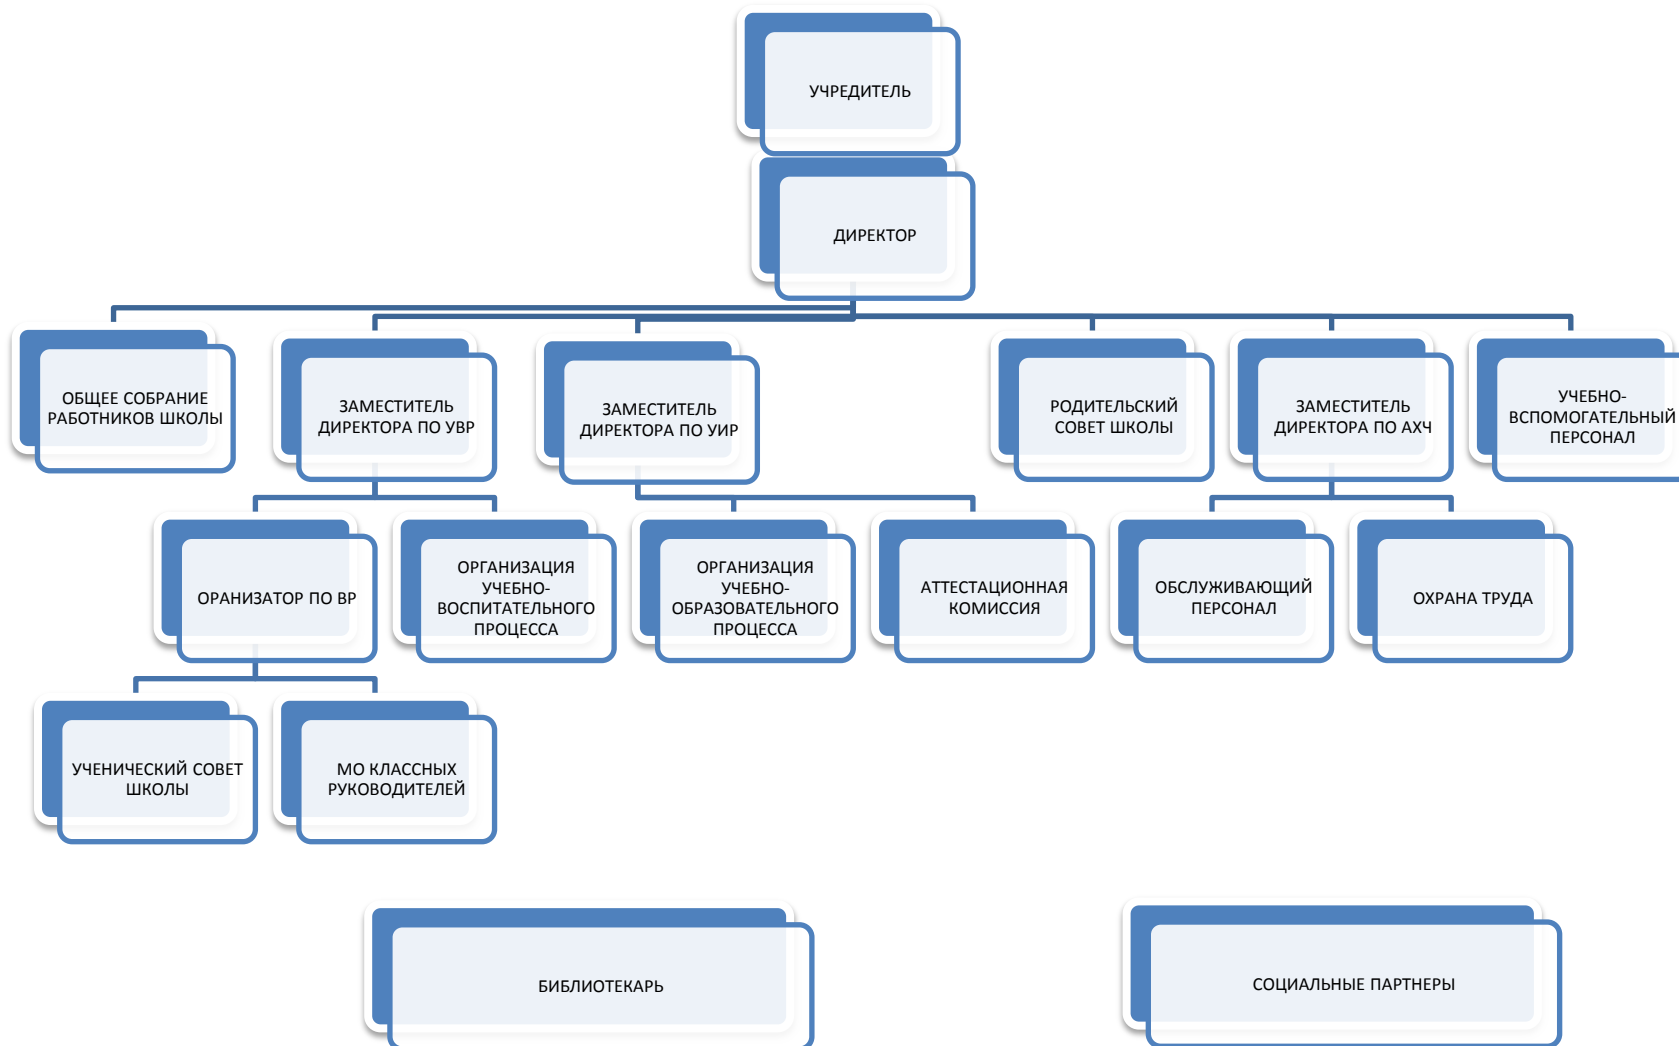 УЧРЕДИТЕЛЬ
ДИРЕКТОР
ОБЩЕЕ СОБРАНИЕ
РАБОТНИКОВ ШКОЛЫ
ЗАМЕСТИТЕЛЬ
ДИРЕКТОРА ПО УВР
ЗАМЕСТИТЕЛЬ
ДИРЕКТОРА ПО УИР
РОДИТЕЛЬСКИЙ
СОВЕТ ШКОЛЫ
ЗАМЕСТИТЕЛЬ
ДИРЕКТОРА ПО АХЧ
УЧЕБНО-
ВСПОМОГАТЕЛЬНЫЙ
ПЕРСОНАЛ
ОРАНИЗАТОР ПО ВР
ОРГАНИЗАЦИЯ
УЧЕБНО-
ВОСПИТАТЕЛЬНОГО
ПРОЦЕССА
ОРГАНИЗАЦИЯ
УЧЕБНО-
ОБРАЗОВАТЕЛЬНОГО
ПРОЦЕССА
АТТЕСТАЦИОННАЯ
КОМИССИЯ
ОБСЛУЖИВАЮЩИЙ
ПЕРСОНАЛ
ОХРАНА ТРУДА
УЧЕНИЧЕСКИЙ СОВЕТ
ШКОЛЫ
МО КЛАССНЫХ
РУКОВОДИТЕЛЕЙ
БИБЛИОТЕКАРЬ
СОЦИАЛЬНЫЕ ПАРТНЕРЫ